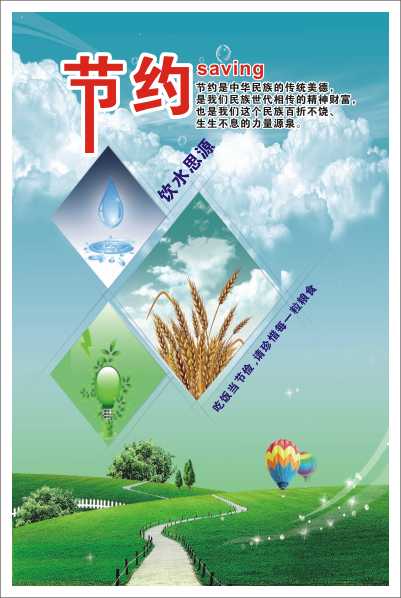 节约
saving
节约是中华民族的传统美德,
是我们民族世代相传的精神财富,
也是我们这个民族百折不饶、
生生不息的力量源泉。
饮水思源
吃饭当节俭,请珍惜每一粒粮食